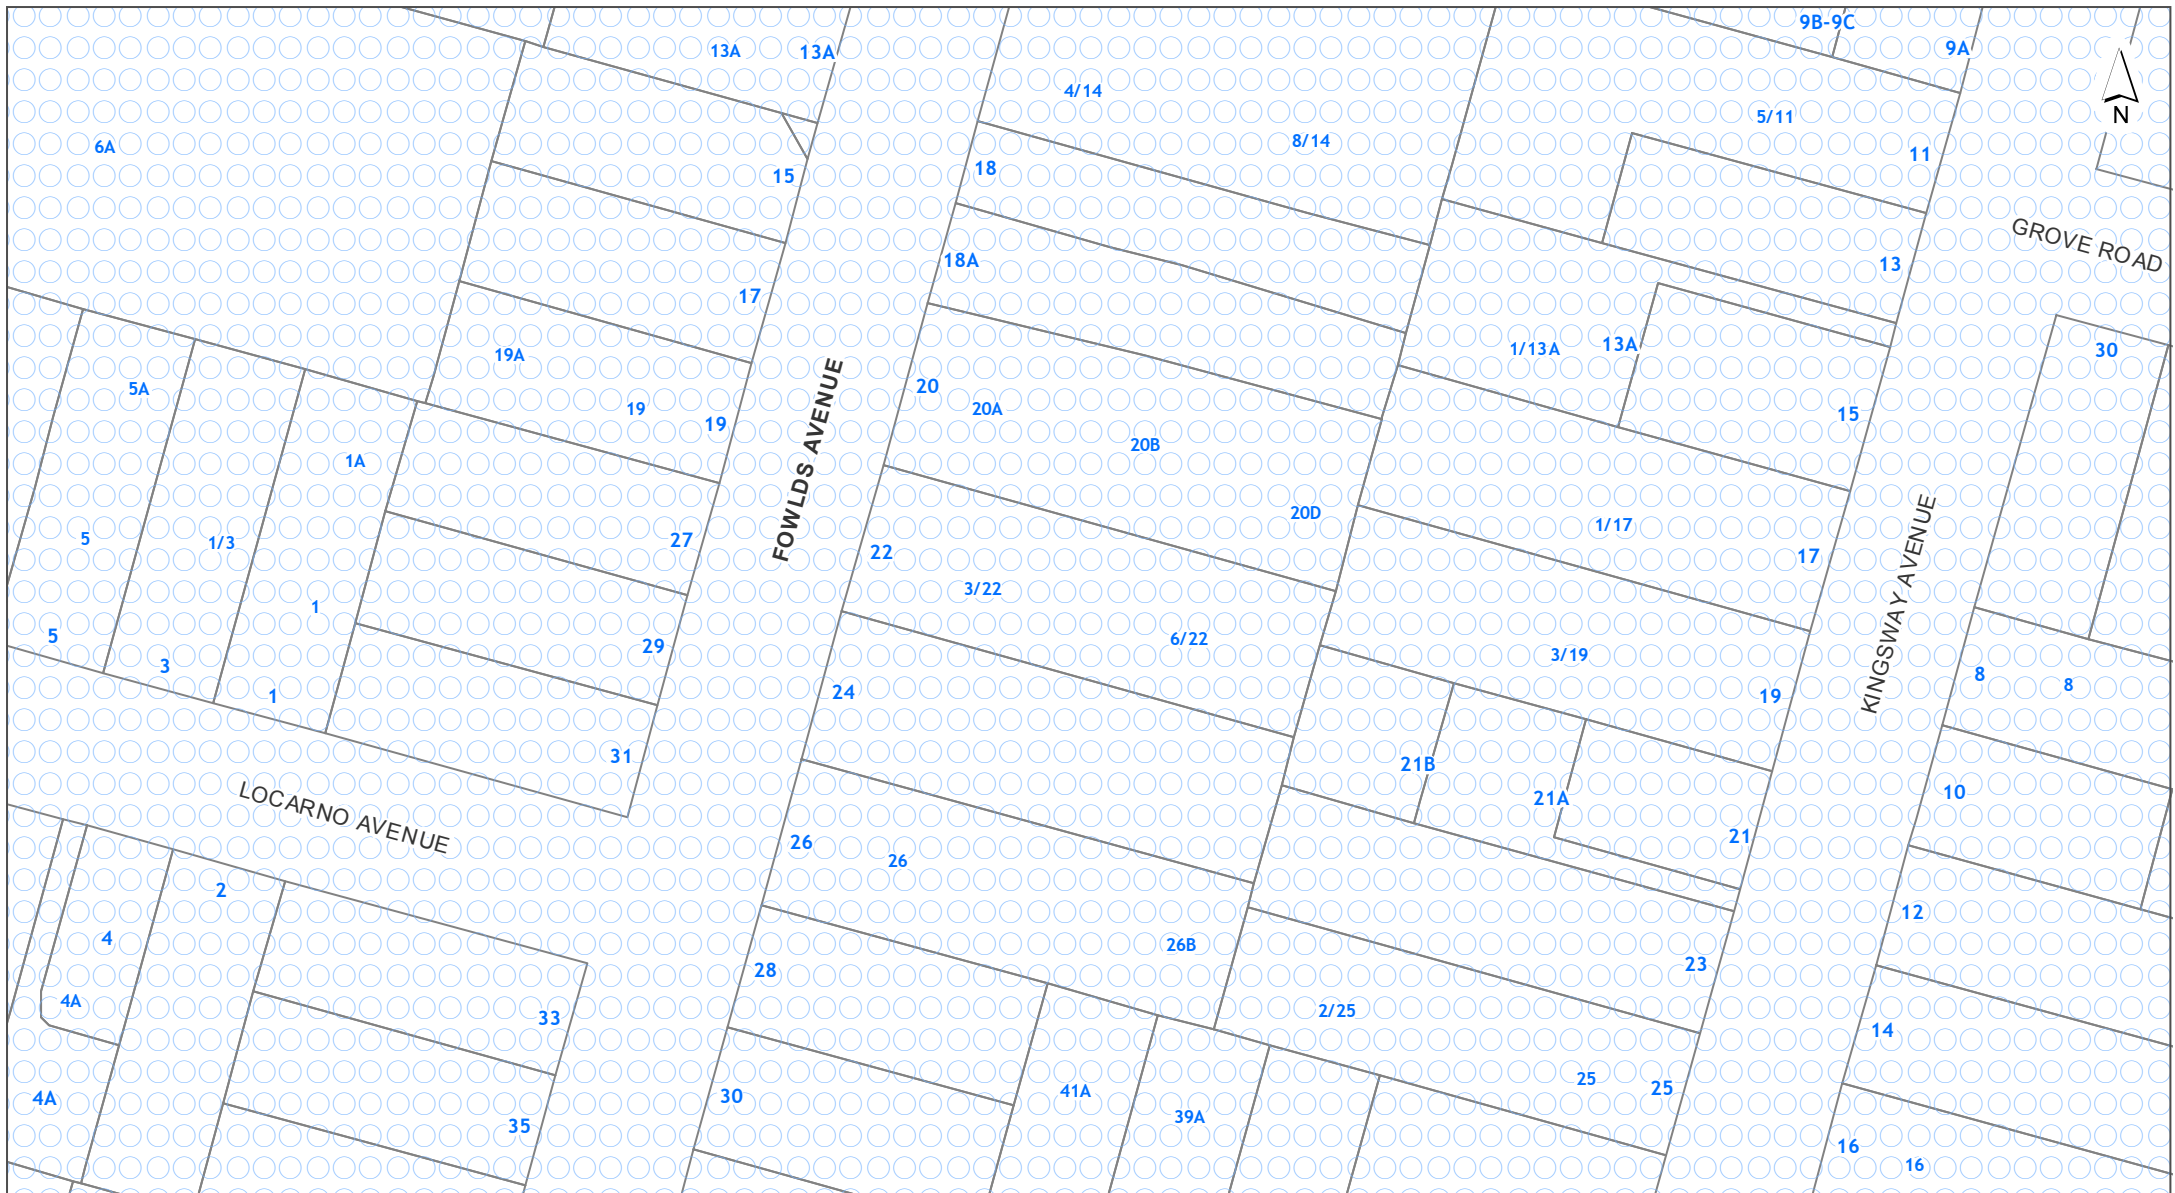 9B-9C
9A
13A
13A
4/14
N
5/11
8/14
6A
11
18
15
GROVE ROAD
18A
13
17
13A
1/13A
30
19A
5A
20
20A
19
19
15
20B
1A
FOWLDS AVENUE
20D
1/17
5
1/3
27
22
17
KINGSWAY AVENUE
3/22
1
5
6/22
29
3/19
3
1
24
19
8
8
31
21B
10
21A
LOCARNO AVENUE
26
26
21
2
12
4
26B
23
28
4A
2/25
33
14
25
25
41A
30
4A
39A
35
16
16